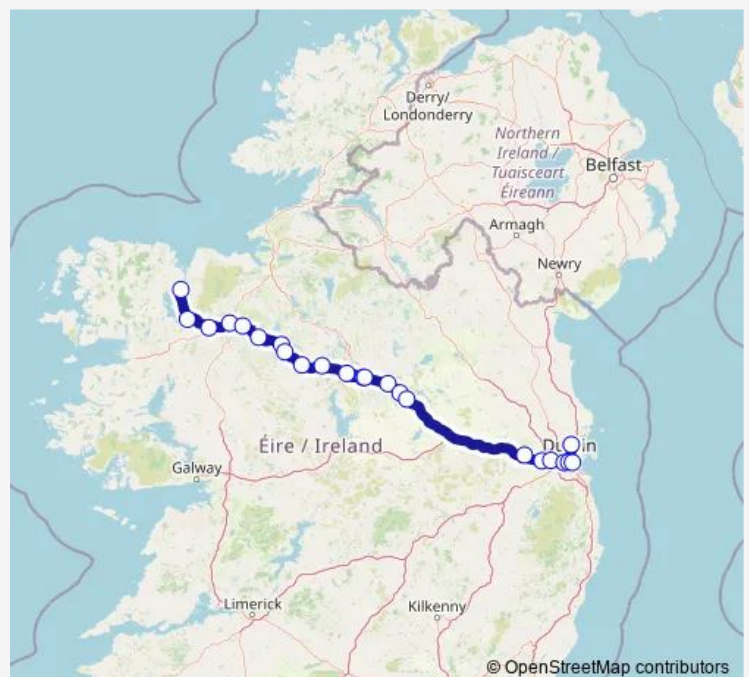 Derry/
Londonderry
Northern
Ireland /
Tuaisceart
Éireann
Belfast
Armagh
Newry
Éire / Ireland
Galway
Limerick
Kilkenny
© OpenStreetMap contributors